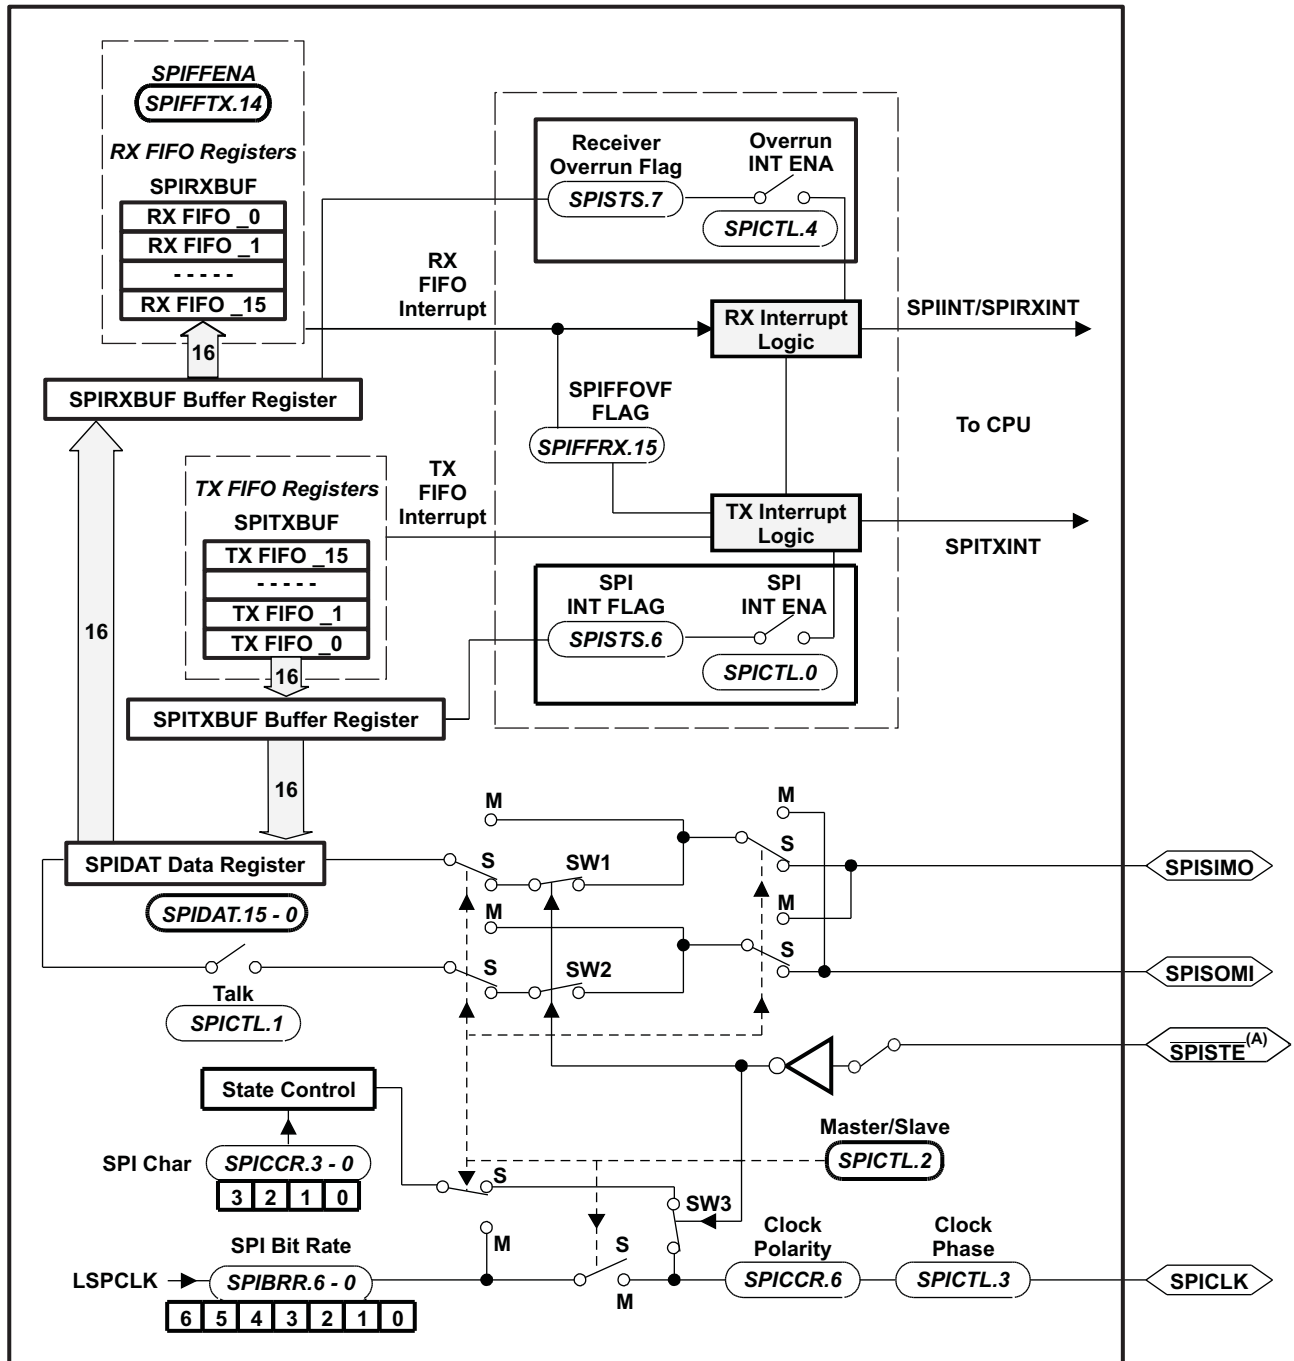 SPIFFENA
SPIFFTX.14
RX FIFO Registers
SPIRXBUF
RX FIFO _0
RX FIFO _1
- - - - -
RX FIFO _15
16
SPIRXBUF Buffer Register
Receiver
Overrun Flag
SPISTS.7
Overrun
INT ENA
SPICTL.4
RX
FIFO
Interrupt
RX Interrupt
Logic
SPIINT/SPIRXINT
SPIFFOVF
FLAG
SPIFFRX.15
To CPU
TX FIFO Registers
SPITXBUF
TX FIFO _15
- - - - -
TX FIFO _1
TX FIFO _0
16
16
TX
FIFO
Interrupt
TX Interrupt
Logic
SPITXINT
SPI
INT FLAG
SPISTS.6
SPI
INT ENA
SPICTL.0
SPITXBUF Buffer Register
16
SPIDAT Data Register
SPIDAT.15 - 0
M
S
SW1
M
S
SPISIMO
M
S
SW2
M
S
SPISOMI
Talk
SPICTL.1
SPISTE(A)
State Control
Master/Slave
SPICTL.2
SPI Char
SPICCR.3 - 0
3 2 1 0
S
M
SW3
SPI Bit Rate
LSPCLK
SPIBRR.6 - 0
6 5 4 3 2 1 0
S
M
Clock
Polarity
SPICCR.6
Clock
Phase
SPICTL.3
SPICLK